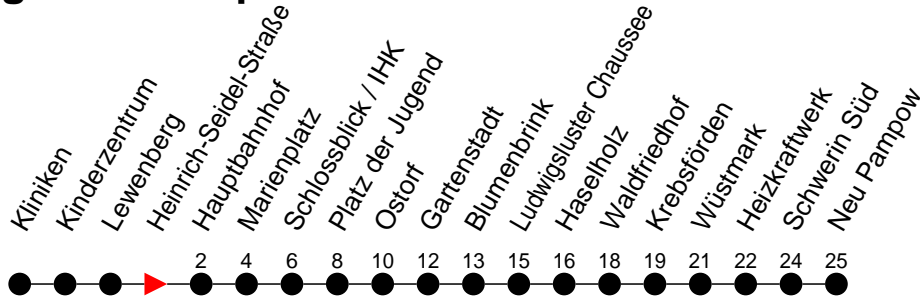 Kliniken
Kinderzentrum
Lewenberg
Heinrich-Seidel-Straße
Hauptbahnhof
Marienplatz
Schlossblick / IHK
Platz der Jugend
Ostorf
Gartenstadt
Blumenbrink
Ludwigsluster Chaussee
Haselholz
Waldfriedhof
Krebsförden
Wüstmark
Heizkraftwerk
Schwerin Süd
Neu Pampow
2 4 6 8 10 12 13 15 16 18 19 21 22 24 25